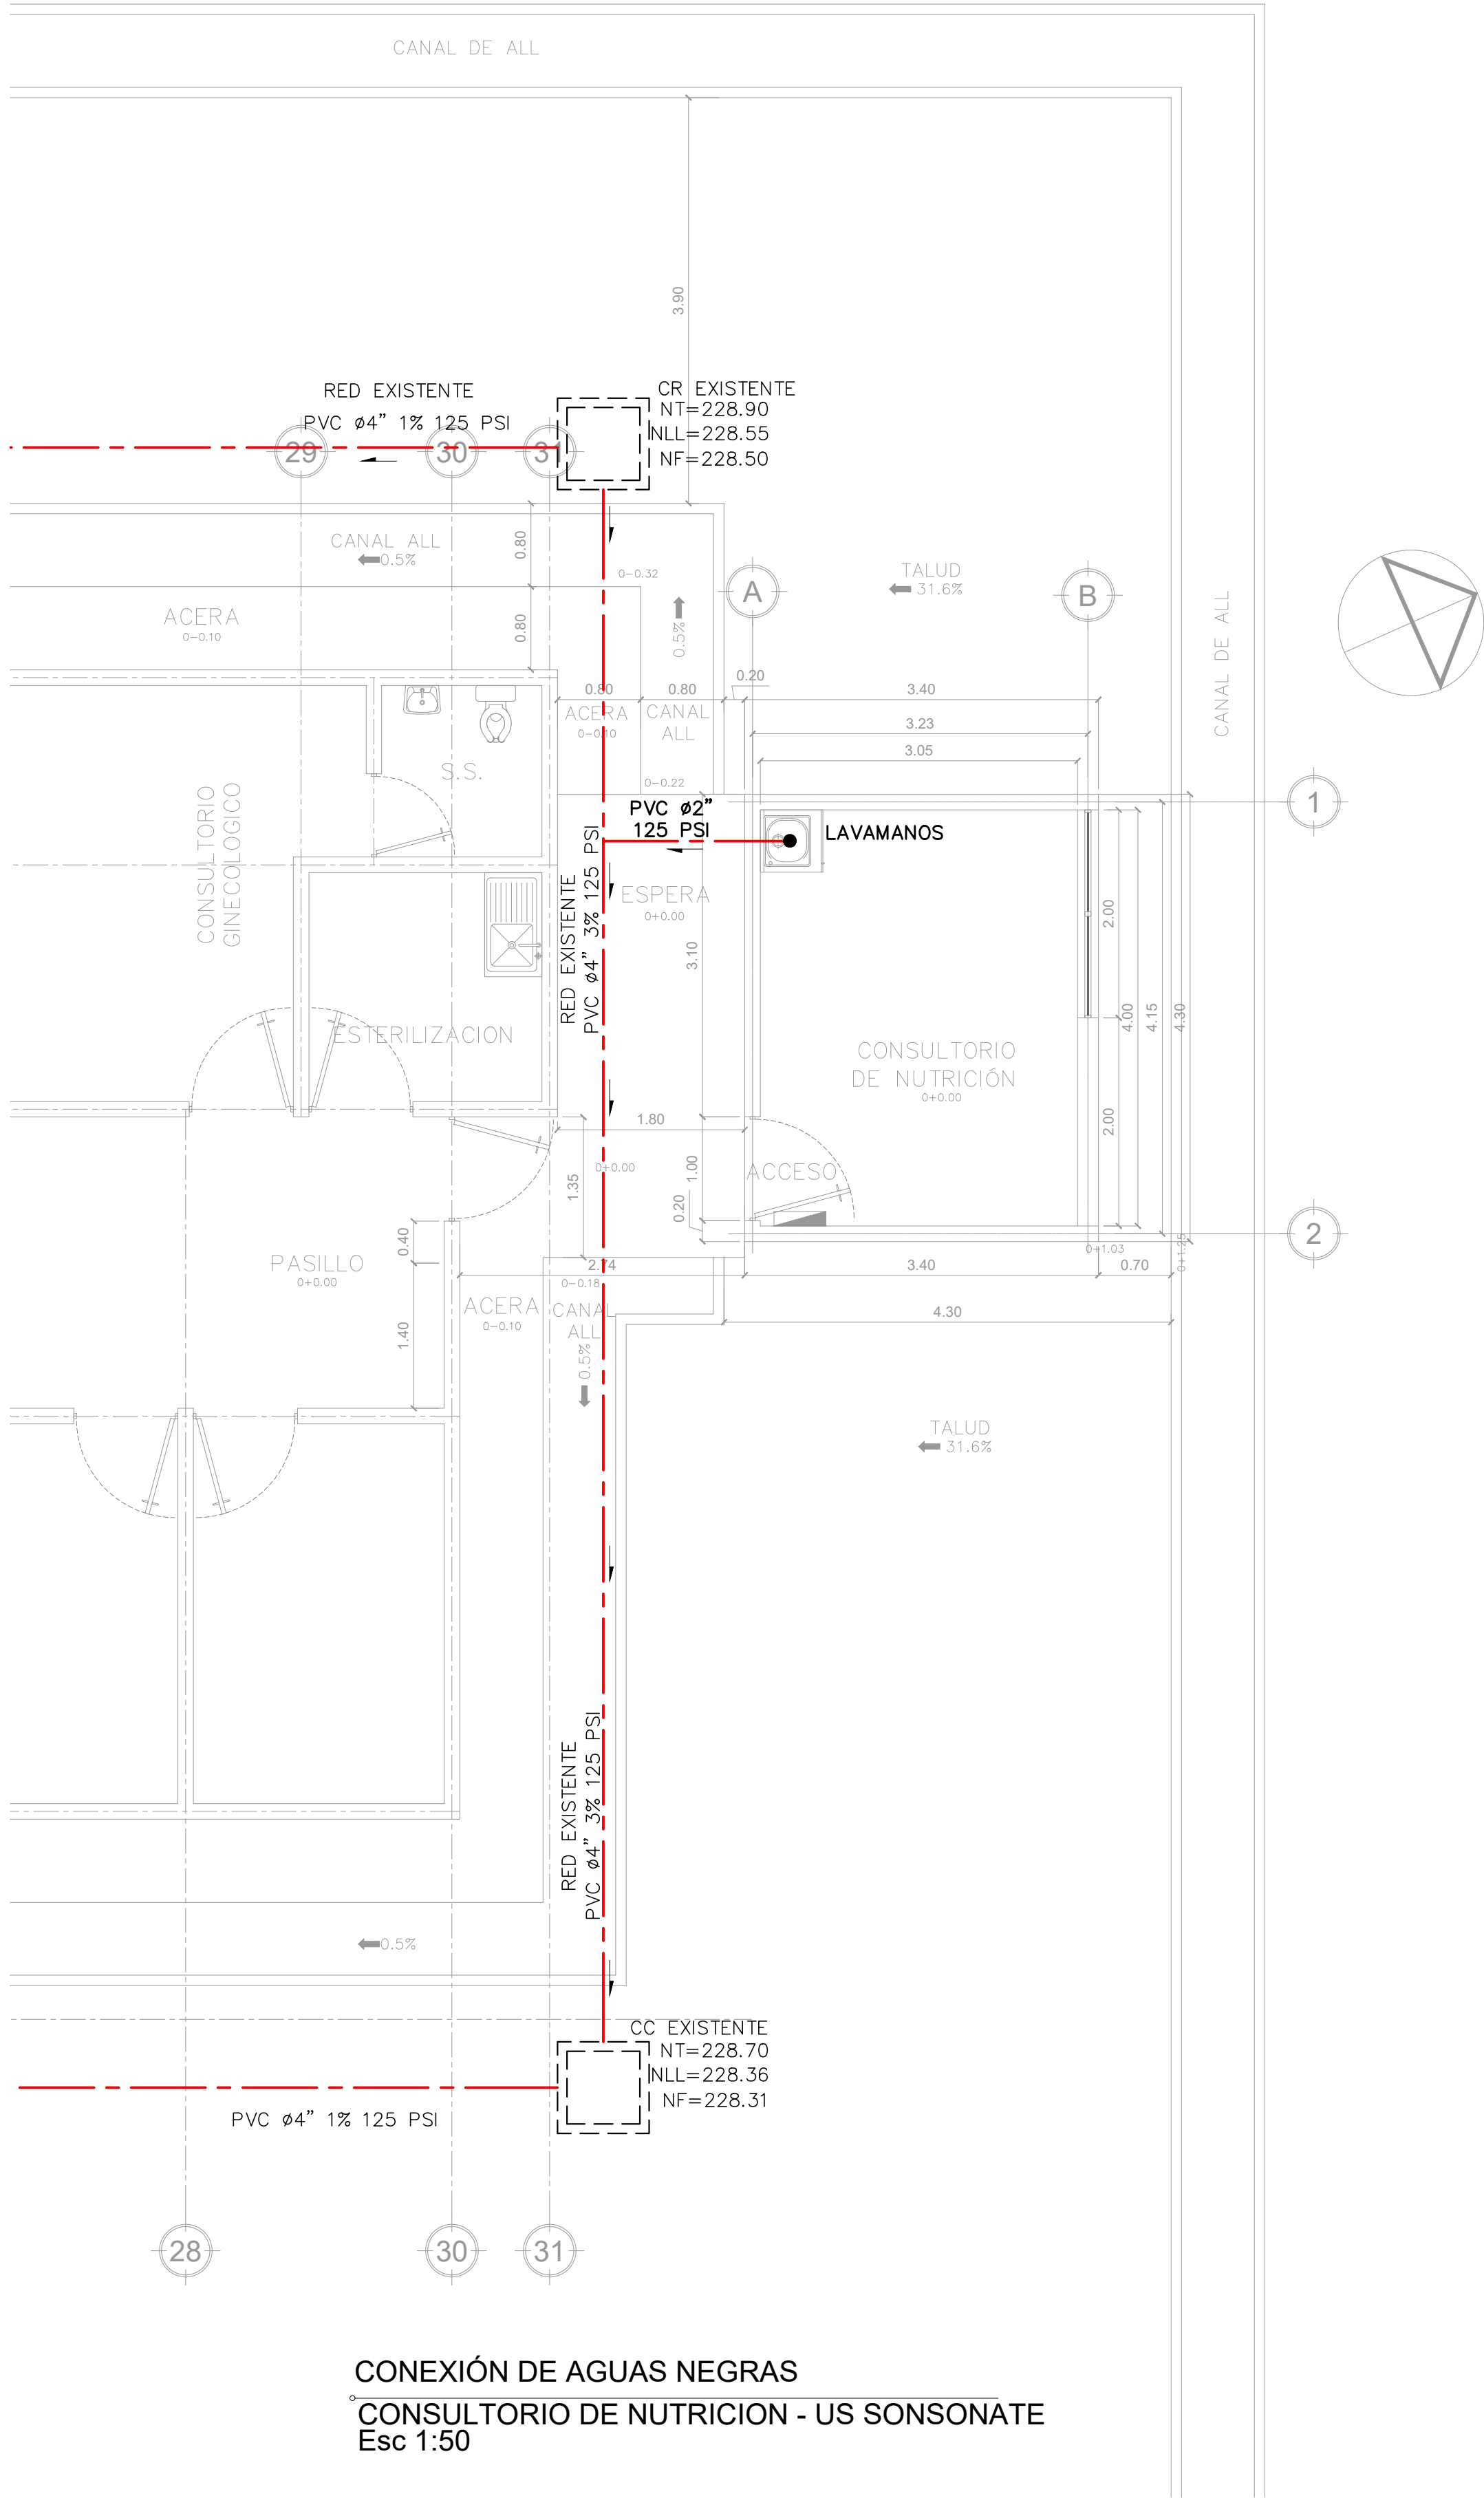 CANAL DE ALL
3.90
RED EXISTENTE
PVC ø4” 1% 125 PSI
CR EXISTENTE
NT=228.90
NLL=228.55
NF=228.50
29
30
31
CANAL ALL
0.5%
0.80
0-0.32
0.5%
A
TALUD
31.6%
B
CANAL DE ALL
ACERA
0-0.10
0.80
0.80
0.80
0.20
3.40
ACERA
0-0.10
CANAL
ALL
3.23
3.05
S.S.
0-0.22
CONSULTORIO
GINECOLOGICO
PVC ø2”
125 PSI
LAVAMANOS
1
RED EXISTENTE
PVC ø4” 3% 125 PSI
ESPERA
0+0.00
3.10
2.00
4.00
4.15
4.30
ESTERILIZACION
CONSULTORIO
DE NUTRICIÓN
0+0.00
1.80
2.00
1.35
0+0.00
1.00
0.20
ACCESO
2
PASILLO
0+0.00
0.40
1.40
0+1.03
0+1.25
2.74
3.40
0.70
0-0.18
ACERA
0-0.10
CANAL
ALL
0.5%
4.30
TALUD
31.6%
RED EXISTENTE
PVC ø4” 3% 125 PSI
0.5%
CC EXISTENTE
NT=228.70
NLL=228.36
NF=228.31
PVC ø4” 1% 125 PSI
28
30
31
CONEXIÓN DE AGUAS NEGRAS
CONSULTORIO DE NUTRICION - US SONSONATE
Esc 1:50